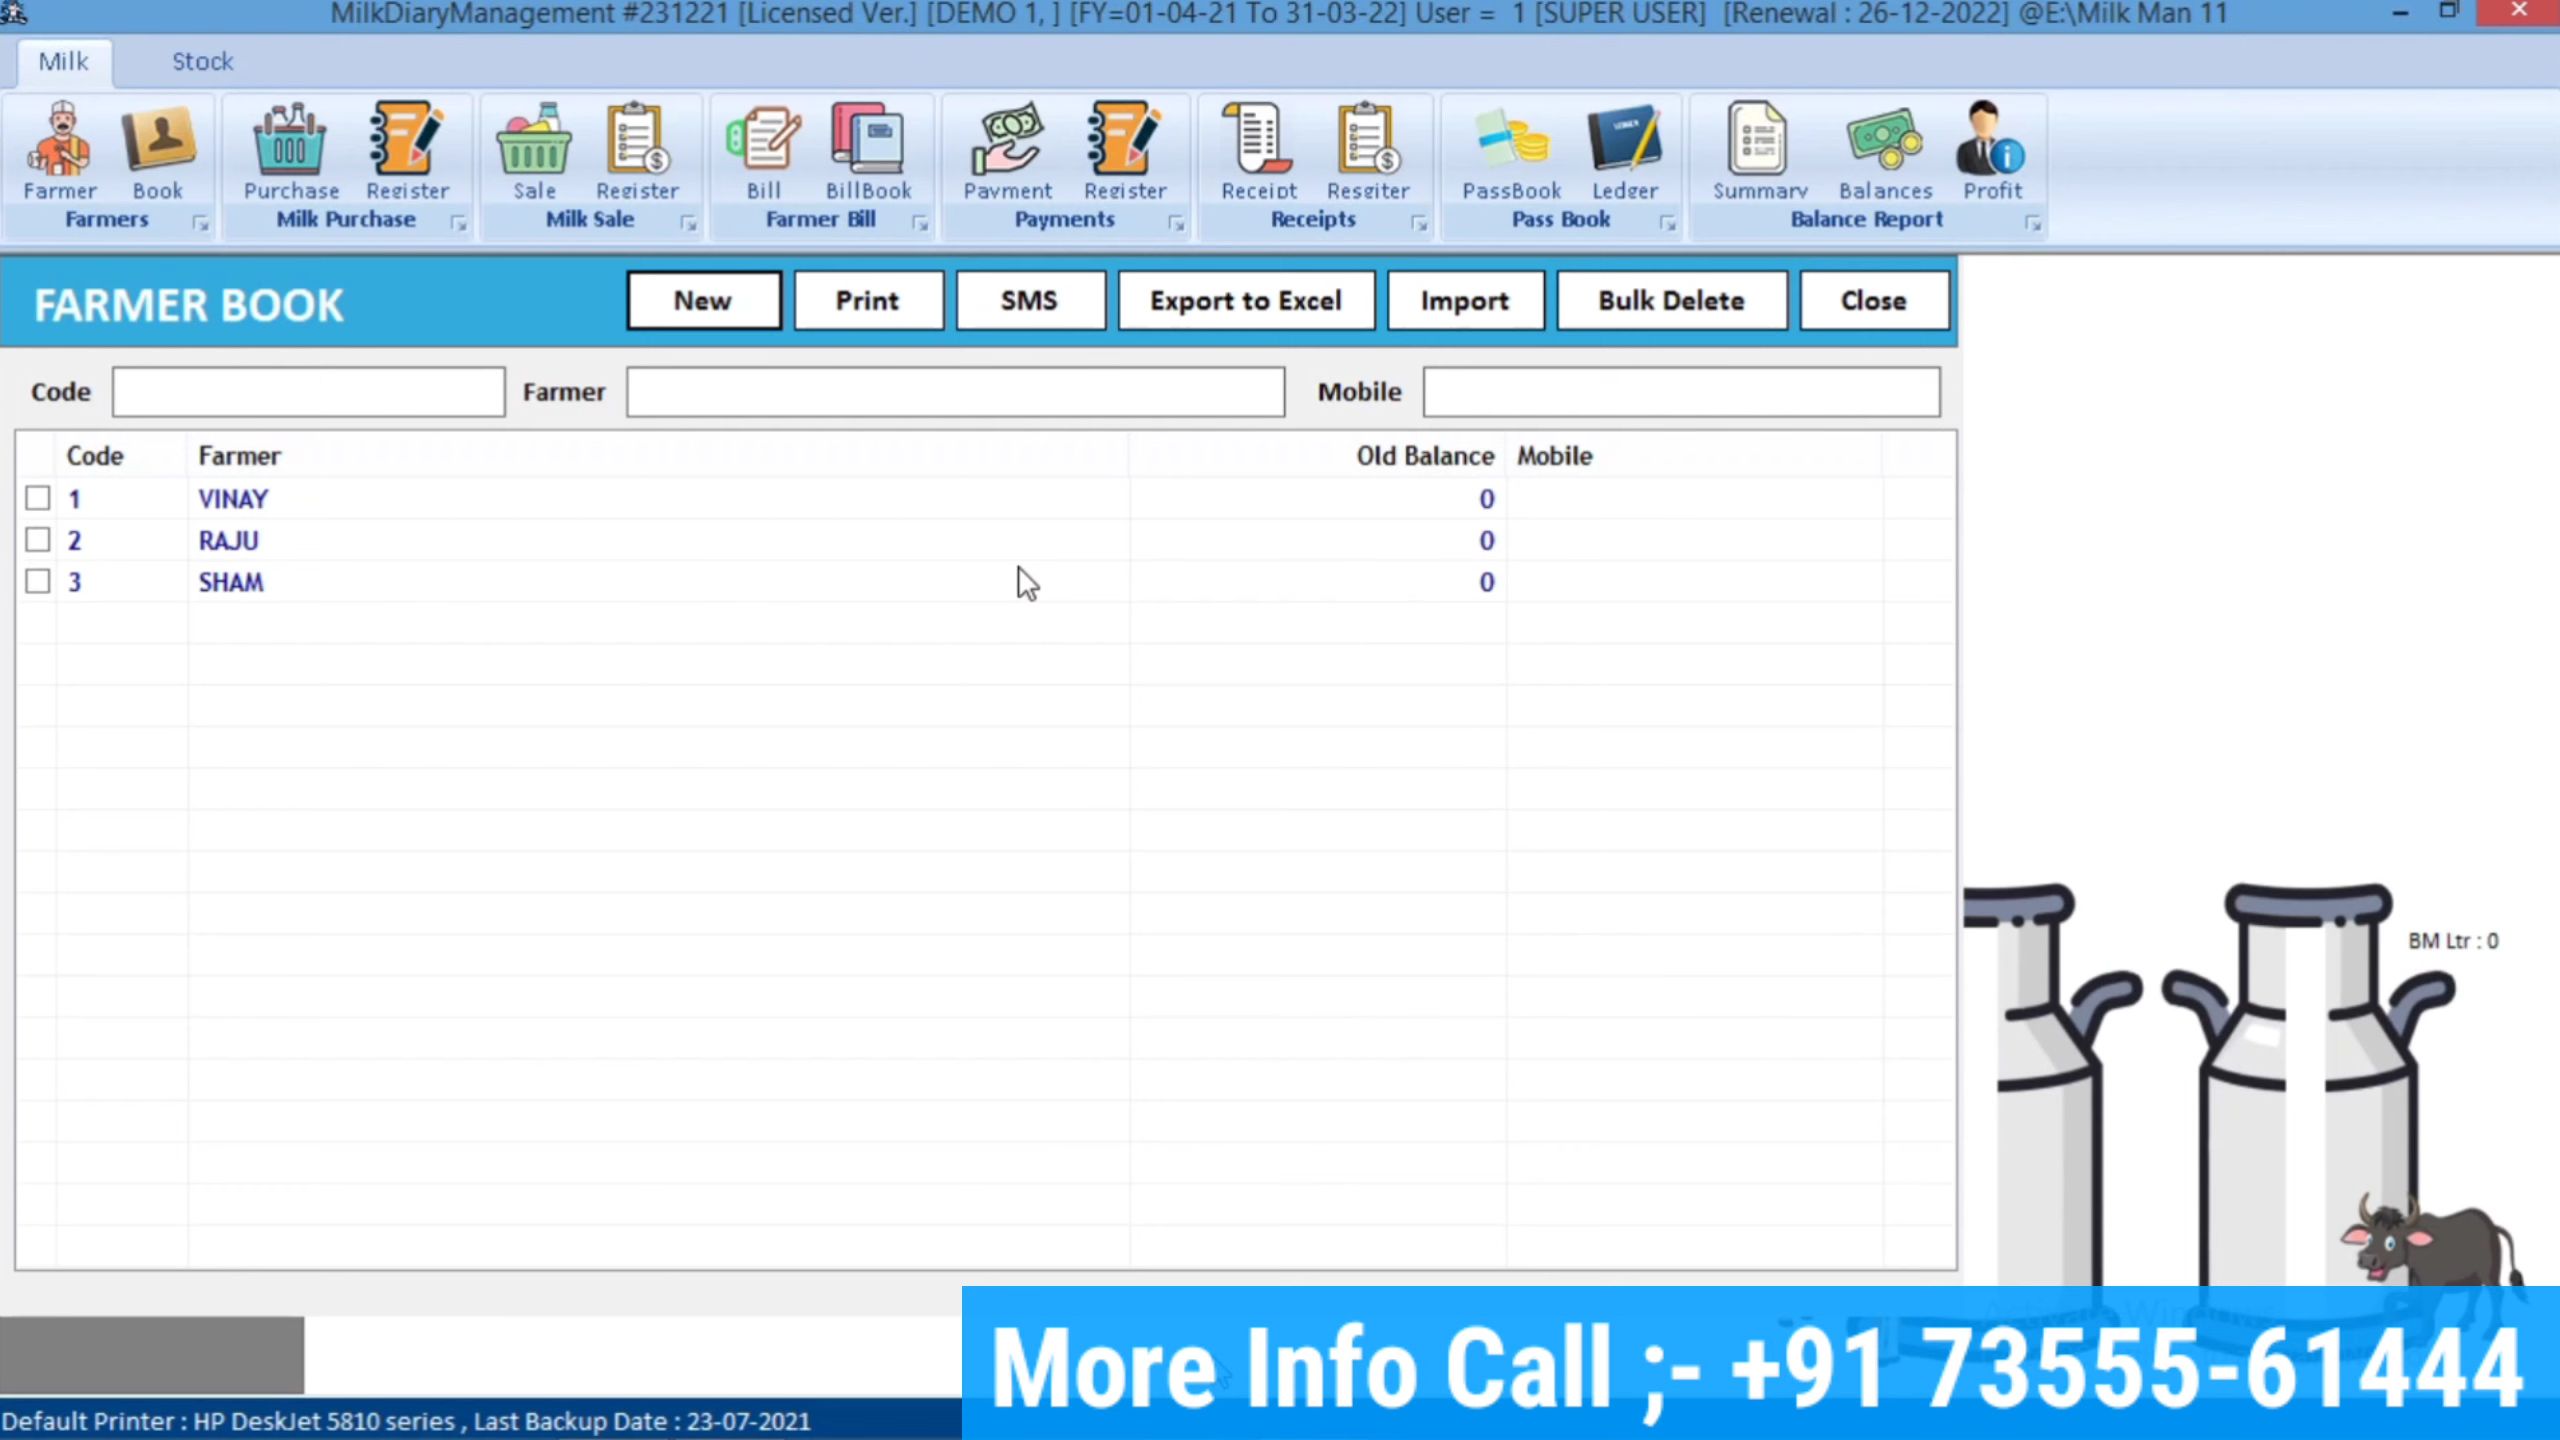 MilkDiaryManagement #231221 [Licensed Ver.] [DEMO 1, ] [FY=01-04-21 To 31-03-22] User = 1 [SUPER USER] [Renewal : 26-12-2022] @E:\Milk Man 11
Milk Stock
Farmer Book Purchase Register Sale Register Bill BillBook Payment Register Receipt Resgiter PassBook Ledger Summary Balances Profit
Farmers Milk Purchase Milk Sale Farmer Bill Payments Receipts Pass Book Balance Report
FARMER BOOK New Print SMS Export to Excel Import Bulk Delete Close
Code Farmer Mobile
Code Farmer Old Balance Mobile
1 VINAY 0
2 RAJU 0
3 SHAM 0
BM Ltr : 0
More Info Call ;- +91 73555-61444
Default Printer : HP DeskJet 5810 series , Last Backup Date : 23-07-2021